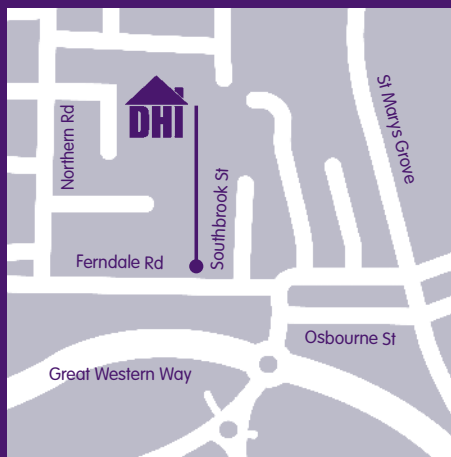 DHI
Northern Rd
St Marys Grove
Southbrook St
Ferndale Rd
Osbourne St
Great Western Way